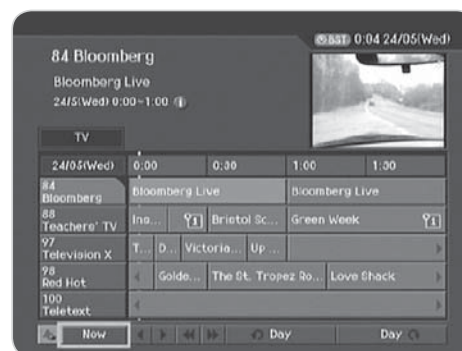 BST 0:04 24/05(Wed)
84 Bloomberg
Bloomberg Live
24/5(Wed) 0:00~1:00
TV
24/05(Wed) 0:00 0:30 1:00 1:30
84 Bloomberg Bloomberg Live Bloomberg Live
88 Teachers' TV Ins... 1 Bristol Sc... Green Week 1
97 Television X T... D... Victoria... Up ...
98 Red Hot Golde... The St. Tropez Ro... Love Shack
100 Teletext
Now Day Day